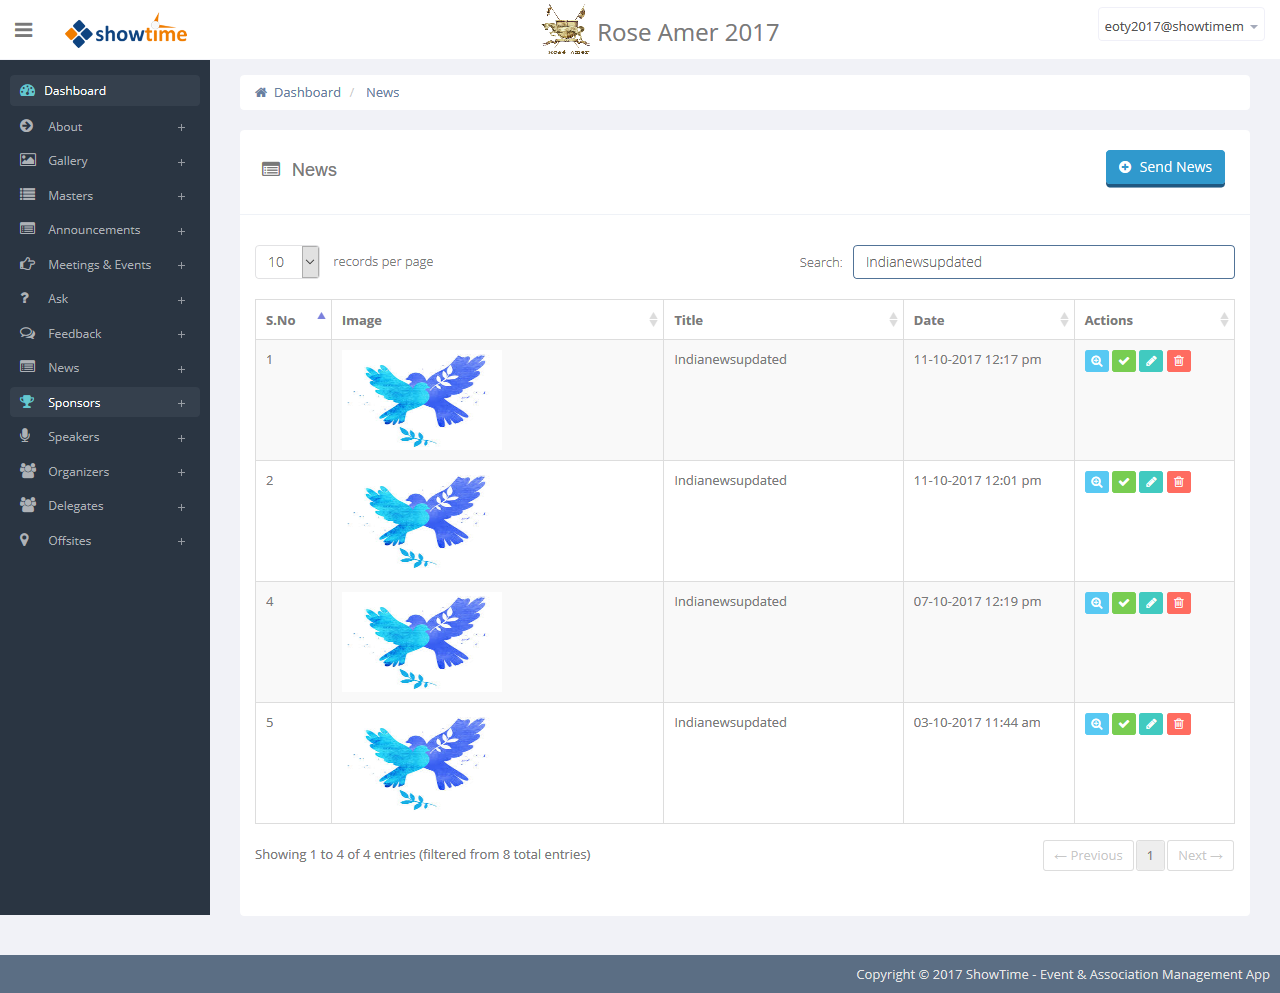 showtime
Rose Amer 2017
eoty2017@showtimem
Dashboard
About +
Gallery +
Masters +
Announcements +
Meetings & Events +
Ask +
Feedback +
News +
Sponsors +
Speakers +
Organizers +
Delegates +
Offsites +
Dashboard / News
News
Send News
10 records per page
Search: Indianewsupdated
S.No Image Title Date Actions
1 Indianewsupdated 11-10-2017 12:17 pm
2 Indianewsupdated 11-10-2017 12:01 pm
4 Indianewsupdated 07-10-2017 12:19 pm
5 Indianewsupdated 03-10-2017 11:44 am
Showing 1 to 4 of 4 entries (filtered from 8 total entries)
← Previous 1 Next →
Copyright © 2017 ShowTime - Event & Association Management App